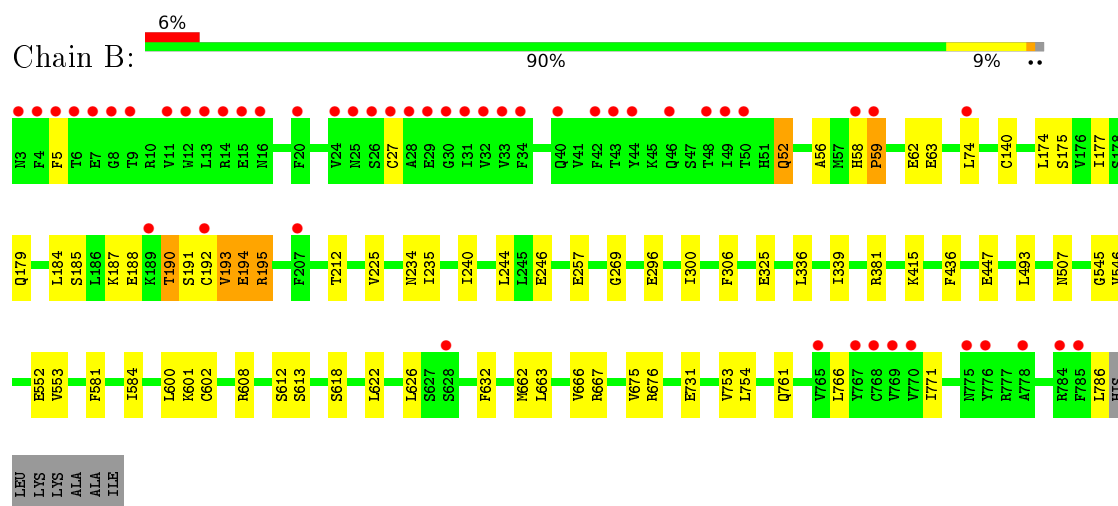 6%
Chain B:
90%
9%
N3 F4 F5 T6 E7 G8 T9 R10 V11 W12 L13 R14 E15 N16 F20 V24 N25 S26 C27 A28 E29 G30 I31 V32 V33 F34 Q40 V41 F42 T43 Y44 K45 Q46 S47 T48 I49 T50 H51 Q52 A56 M57 H58 P59 E62 E63 L74 C140 L174 S175 V176 I177 S178
Q179 L184 S185 L186 K187 E188 K189 T190 S191 C192 V193 E194 R195 F207 T212 V225 N234 I235 I240 L244 L245 E246 E257 G269 E296 I300 F306 E325 L336 I339 R381 K415 F436 E447 L493 N507 G545 V546
E552 V553 F581 I584 L600 K601 C602 R608 S612 S613 S618 L622 L626 S627 S628 F632 M662 L663 V666 R667 V675 R676 E731 V753 L754 Q761 V765 L766 Y767 C768 V769 V770 I771 N775 Y776 R777 A778 R784 F785 L786 HIS
LEU LYS LYS ALA ALA ILE